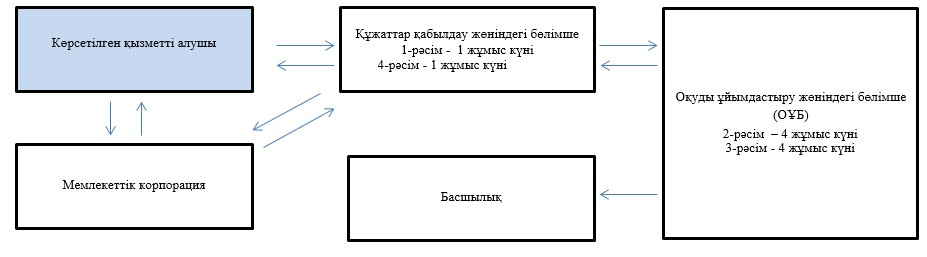 Көрсетілген қызметті алушы
Құжаттар қабылдау жөніндегі бөлімше
1-рәсім - 1 жұмыс күні
4-рәсім - 1 жұмыс күні
Оқуды ұйымдастыру жөніндегі бөлімше
(ОҰБ)
2-рәсім – 4 жұмыс күні
3-рәсім - 4 жұмыс күні
Мемлекеттік корпорация
Басшылық